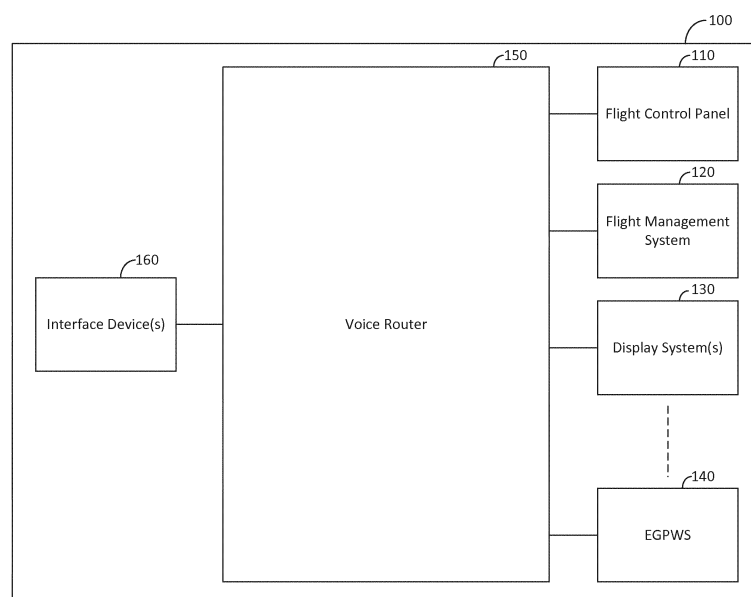 100
150
110
Flight Control Panel
120
Flight Management
System
160
Interface Device(s)
Voice Router
130
Display System(s)
140
EGPWS